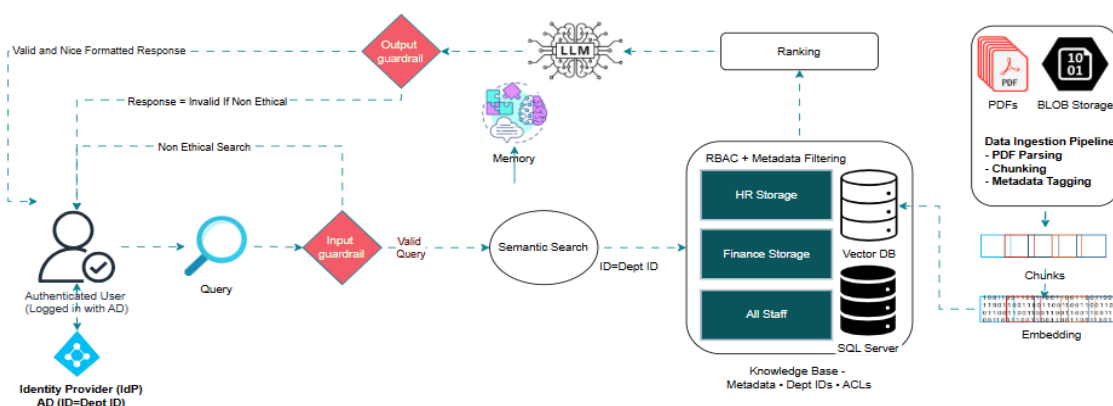 Valid and Nice Formatted Response
Output
guardrail
LLM
Ranking
10
01
PDF
PDFs
BLOB Storage
Response = Invalid If Non Ethical
Non Ethical Search
Memory
Data Ingestion Pipeline
- PDF Parsing
- Chunking
- Metadata Tagging
RBAC + Metadata Filtering
HR Storage
Finance Storage
All Staff
Vector DB
SQL Server
Input
guardrail
Valid
Query
Semantic Search
ID=Dept ID
Query
Authenticated User
(Logged in with AD)
Chunks
Embedding
Knowledge Base -
Metadata • Dept IDs • ACLs
Identity Provider (IdP)
AD (ID=Dept ID)